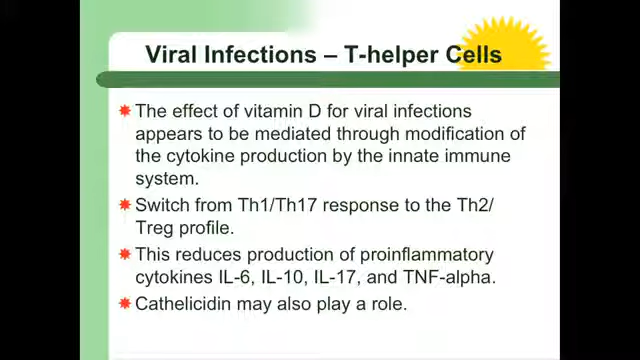 Viral Infections – T-helper Cells
The effect of vitamin D for viral infections
appears to be mediated through modification of
the cytokine production by the innate immune
system.
Switch from Th1/Th17 response to the Th2/
Treg profile.
This reduces production of proinflammatory
cytokines IL-6, IL-10, IL-17, and TNF-alpha.
Cathelicidin may also play a role.